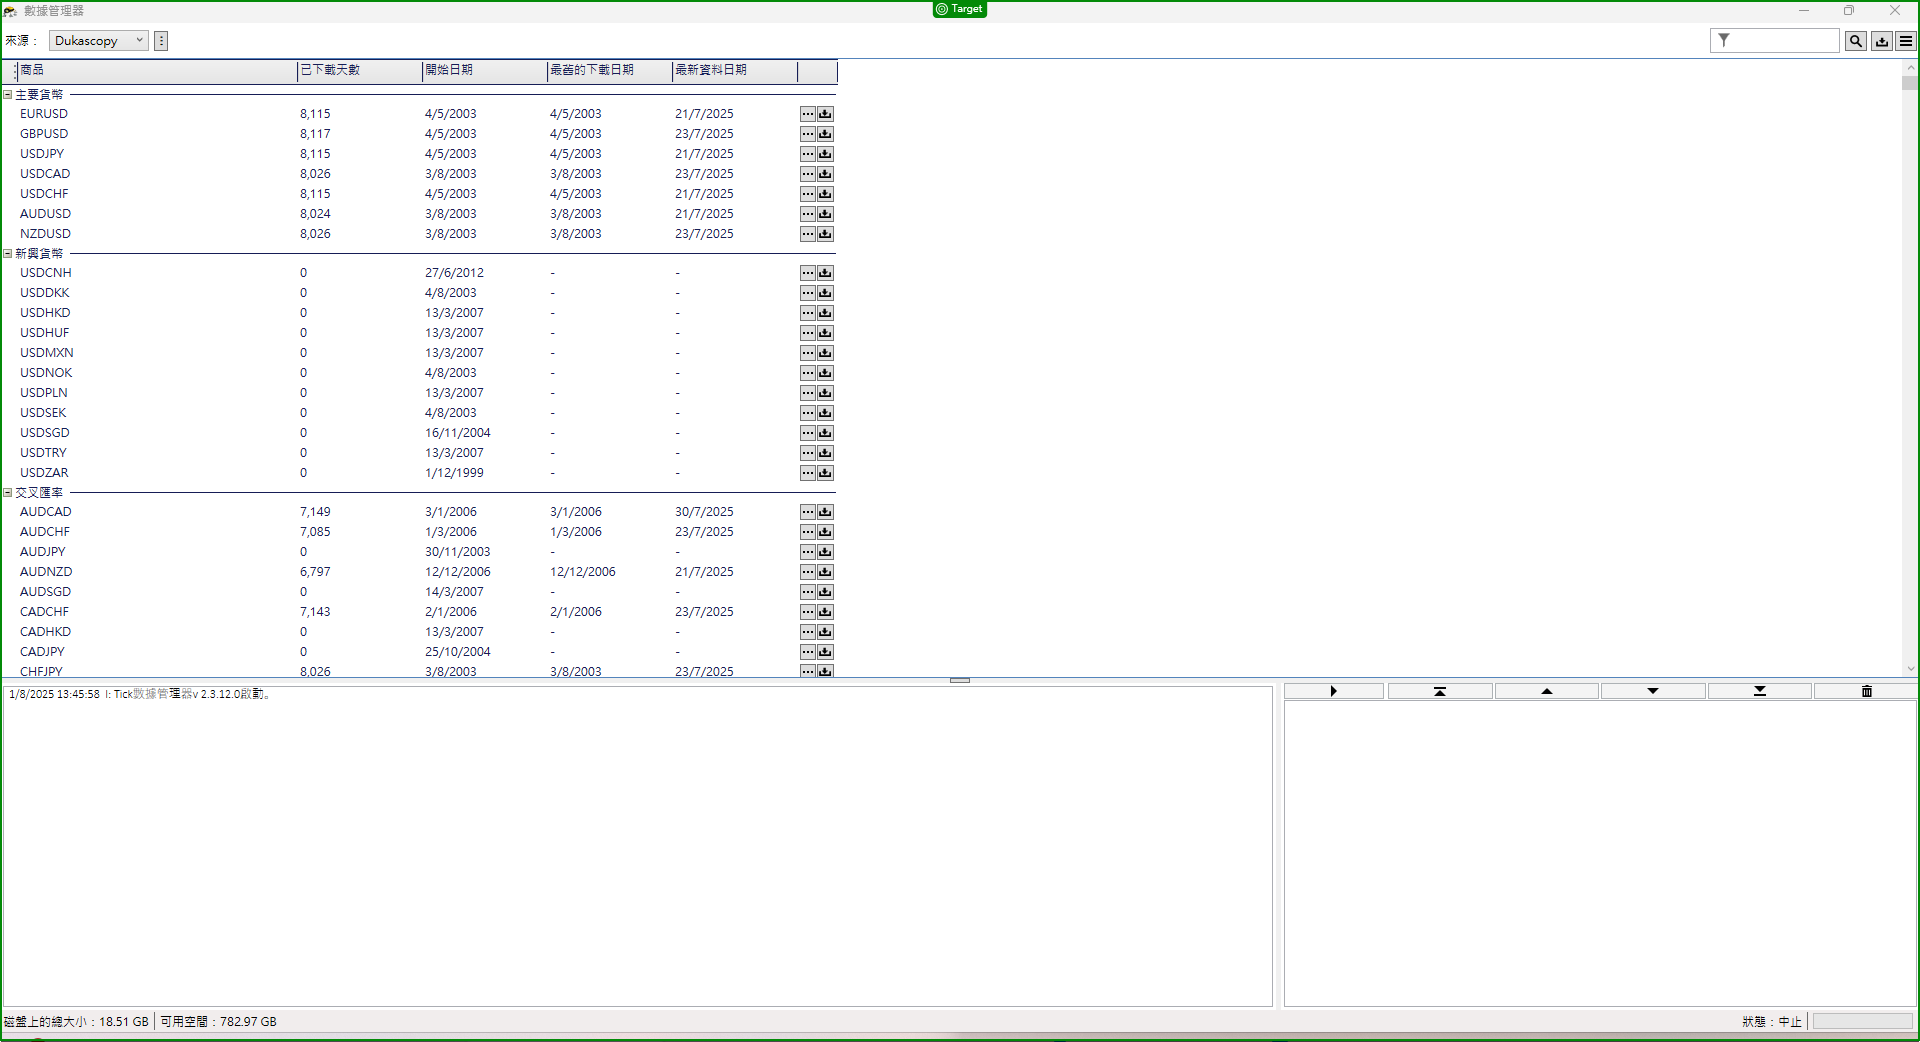 數據管理器
Target
來源： Dukascopy
商品 已下載天數 開始日期 最舊的下載日期 最新資料日期
主要貨幣
EURUSD 8,115 4/5/2003 4/5/2003 21/7/2025
GBPUSD 8,117 4/5/2003 4/5/2003 23/7/2025
USDJPY 8,115 4/5/2003 4/5/2003 21/7/2025
USDCAD 8,026 3/8/2003 3/8/2003 23/7/2025
USDCHF 8,115 4/5/2003 4/5/2003 21/7/2025
AUDUSD 8,024 3/8/2003 3/8/2003 21/7/2025
NZDUSD 8,026 3/8/2003 3/8/2003 23/7/2025
新興貨幣
USDCNH 0 27/6/2012 - -
USDDKK 0 4/8/2003 - -
USDHKD 0 13/3/2007 - -
USDHUF 0 13/3/2007 - -
USDMXN 0 13/3/2007 - -
USDNOK 0 4/8/2003 - -
USDPLN 0 13/3/2007 - -
USDSEK 0 4/8/2003 - -
USDSGD 0 16/11/2004 - -
USDTRY 0 13/3/2007 - -
USDZAR 0 1/12/1999 - -
交叉匯率
AUDCAD 7,149 3/1/2006 3/1/2006 30/7/2025
AUDCHF 7,085 1/3/2006 1/3/2006 23/7/2025
AUDJPY 0 30/11/2003 - -
AUDNZD 6,797 12/12/2006 12/12/2006 21/7/2025
AUDSGD 0 14/3/2007 - -
CADCHF 7,143 2/1/2006 2/1/2006 23/7/2025
CADHKD 0 13/3/2007 - -
CADJPY 0 25/10/2004 - -
CHFJPY 8,026 3/8/2003 3/8/2003 23/7/2025
1/8/2025 13:45:58 I: Tick數據管理器v 2.3.12.0啟動。
磁盤上的總大小：18.51 GB 可用空間：782.97 GB 狀態：中止